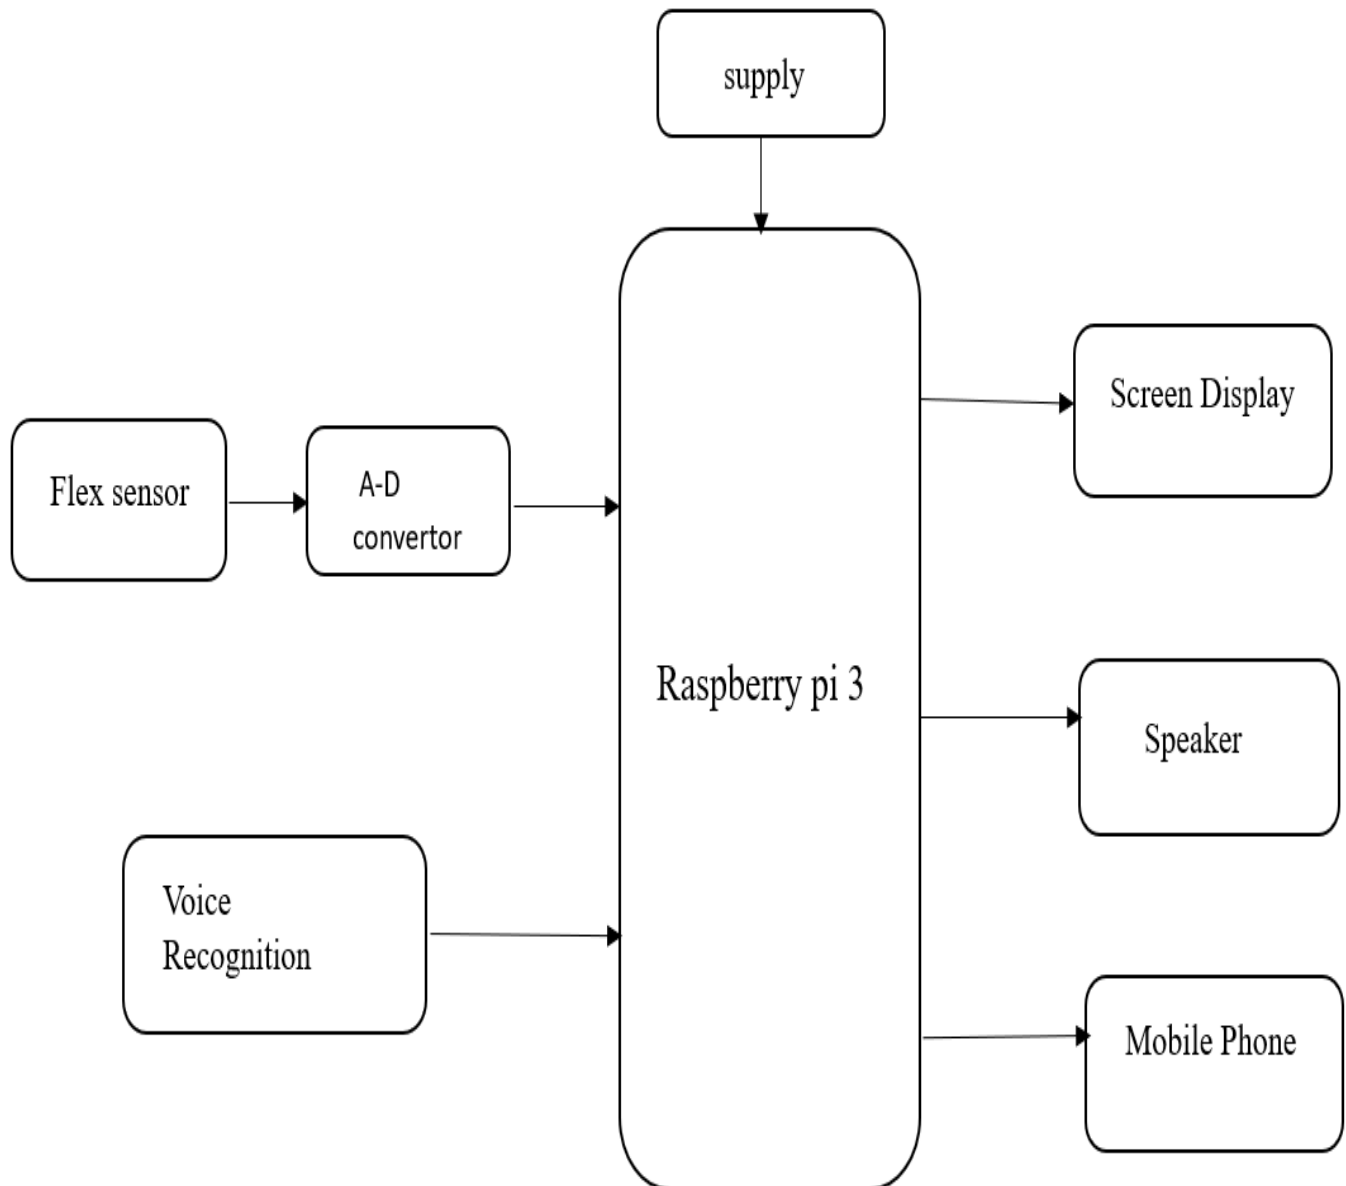 supply
Screen Display
Flex sensor
A-D
convertor
Raspberry pi 3
Speaker
Voice
Recognition
Mobile Phone